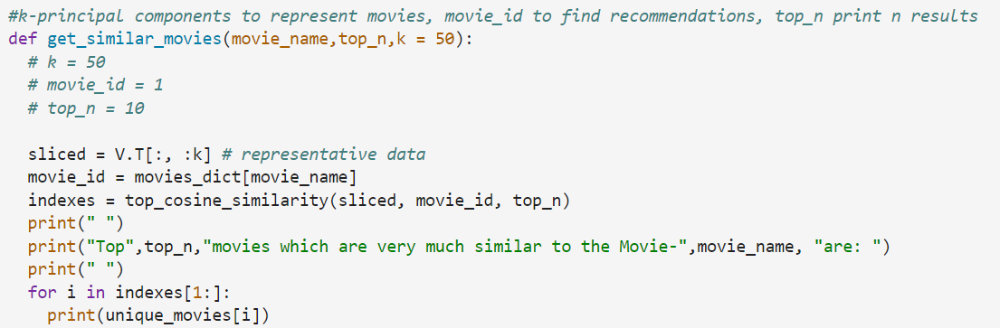 #k-principal components to represent movies, movie_id to find recommendations, top_n print n results
def get_similar_movies(movie_name,top_n,k = 50):
  # k = 50
  # movie_id = 1
  # top_n = 10

  sliced = V.T[:, :k] # representative data
  movie_id = movies_dict[movie_name]
  indexes = top_cosine_similarity(sliced, movie_id, top_n)
  print(" ")
  print("Top",top_n,"movies which are very much similar to the Movie-",movie_name, "are: ")
  print(" ")
  for i in indexes[1:]:
    print(unique_movies[i])